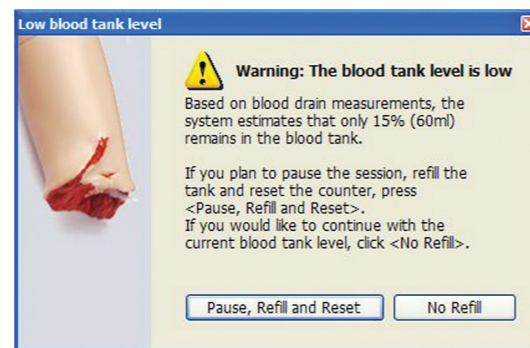 Low blood tank level
Warning: The blood tank level is low
Based on blood drain measurements, the
system estimates that only 15% (60ml)
remains in the blood tank.
If you plan to pause the session, refill the
tank and reset the counter, press
<Pause, Refill and Reset>.
If you would like to continue with the
current blood tank level, click <No Refill>.
Pause, Refill and Reset
No Refill